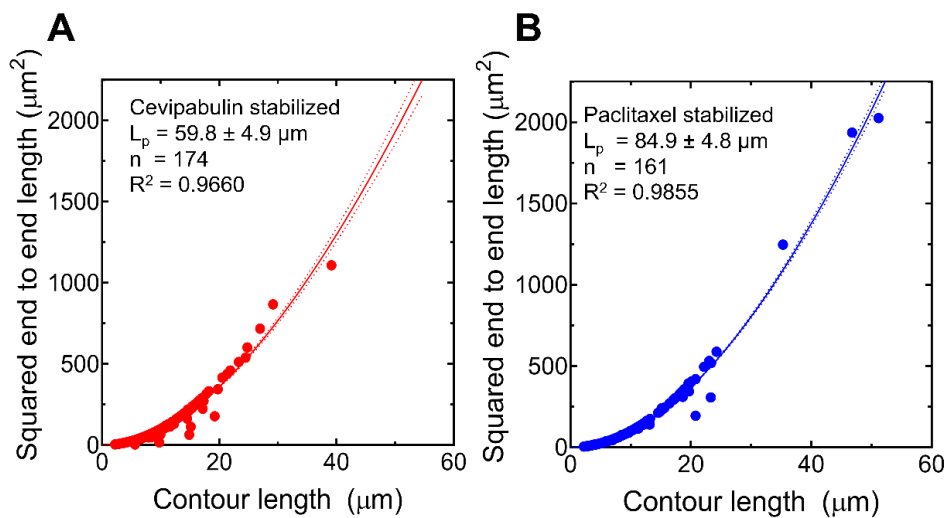 A
Squared end to end length (μm²)
2000
1500
1000
500
0
Cevipabulin stabilized
Lₚ = 59.8 ± 4.9 μm
n = 174
R² = 0.9660
0 20 40 60
Contour length (μm)
B
Squared end to end length (μm²)
2000
1500
1000
500
0
Paclitaxel stabilized
Lₚ = 84.9 ± 4.8 μm
n = 161
R² = 0.9855
0 20 40 60
Contour length (μm)